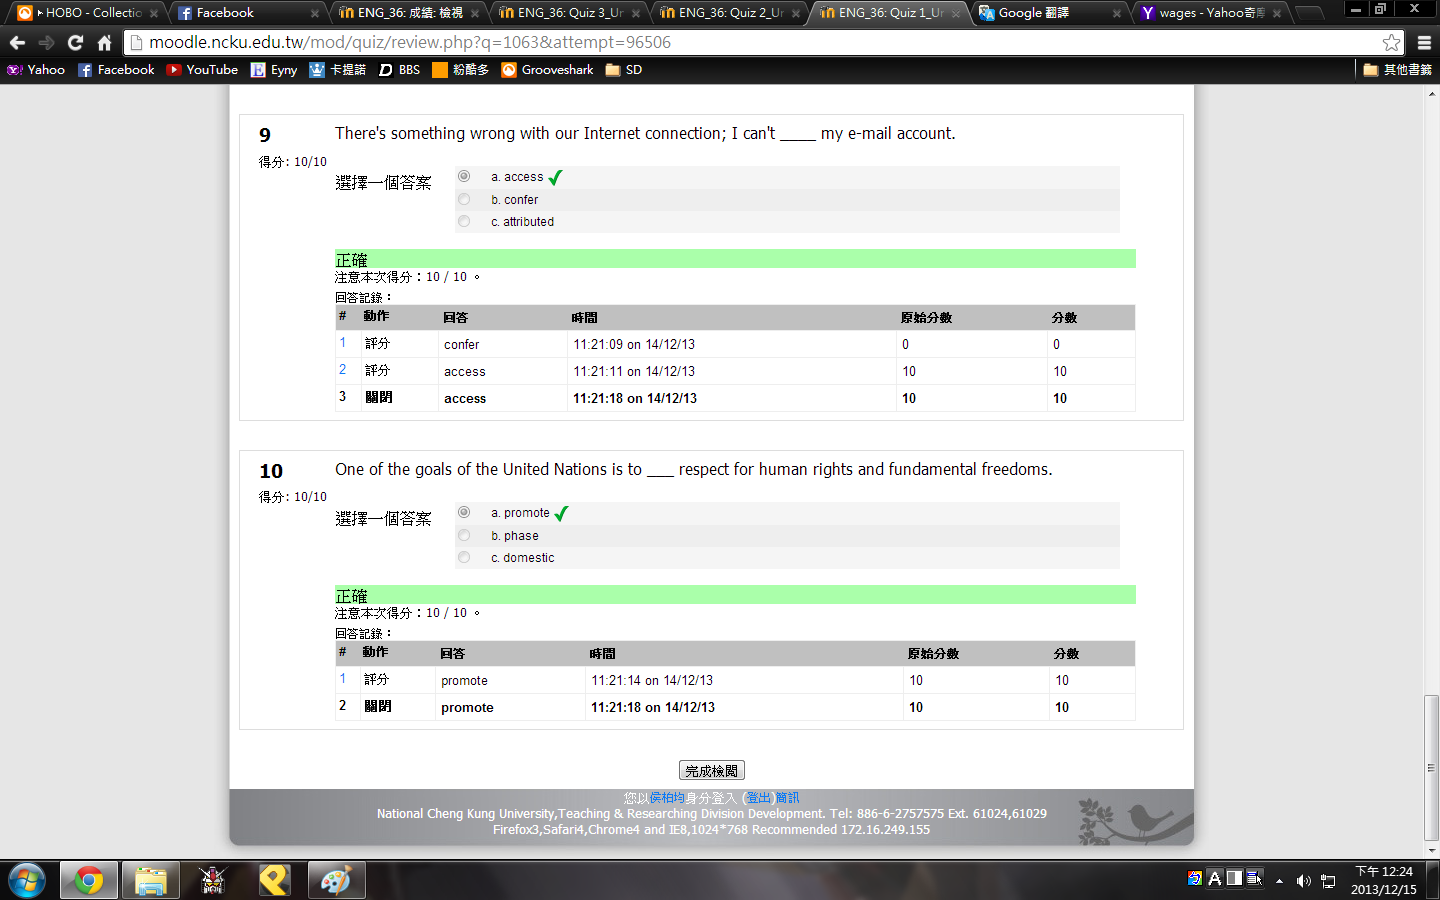 HOBO - Collectio
Facebook
ENG_36: 成績: 檢視
ENG_36: Quiz 3_Ur
ENG_36: Quiz 2_Ur
ENG_36: Quiz 1_Ur
Google 翻譯
wages - Yahoo奇
moodle.ncku.edu.tw/mod/quiz/review.php?q=1063&attempt=96506
Yahoo
Facebook
YouTube
Eyny
卡提諾
BBS
粉酷多
Grooveshark
SD
其他書籤
9
There's something wrong with our Internet connection; I can't _____ my e-mail account.
得分: 10/10
選擇一個答案
a. access
b. confer
c. attributed
正確
注意本次得分：10 / 10 。
回答記錄：
# 動作 回答 時間 原始分數 分數
1 評分 confer 11:21:09 on 14/12/13 0 0
2 評分 access 11:21:11 on 14/12/13 10 10
3 關閉 access 11:21:18 on 14/12/13 10 10
10
One of the goals of the United Nations is to ____ respect for human rights and fundamental freedoms.
得分: 10/10
選擇一個答案
a. promote
b. phase
c. domestic
正確
注意本次得分：10 / 10 。
回答記錄：
# 動作 回答 時間 原始分數 分數
1 評分 promote 11:21:14 on 14/12/13 10 10
2 關閉 promote 11:21:18 on 14/12/13 10 10
完成檢閱
您以侯柏均身分登入 (登出)簡訊
National Cheng Kung University,Teaching & Researching Division Development. Tel: 886-6-2757575 Ext. 61024,61029
Firefox3,Safari4,Chrome4 and IE8,1024*768 Recommended 172.16.249.155
A
下午 12:24
2013/12/15